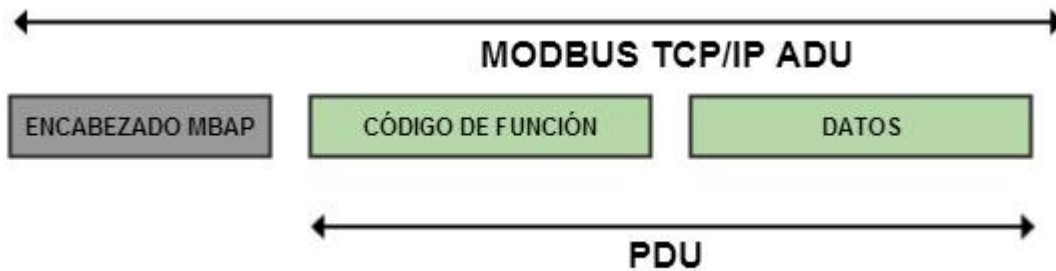 MODBUS TCP/IP ADU
ENCABEZADO MBAP
CÓDIGO DE FUNCIÓN
DATOS
PDU